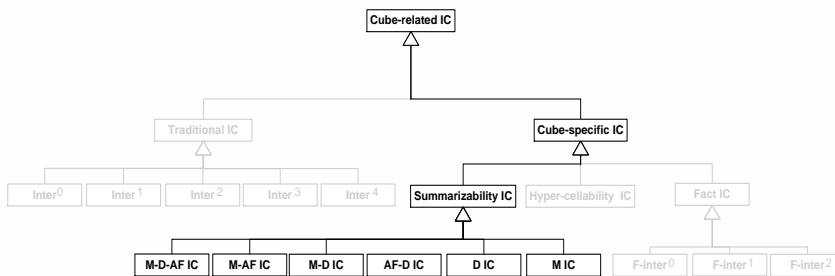 Cube-related IC
Traditional IC Cube-specific IC
Inter0 Inter1 Inter2 Inter3 Inter4 Summarizability IC Hyper-cellability IC Fact IC
M-D-AF IC M-AF IC M-D IC AF-D IC D IC M IC F-inter0 F-inter1 F-inter2